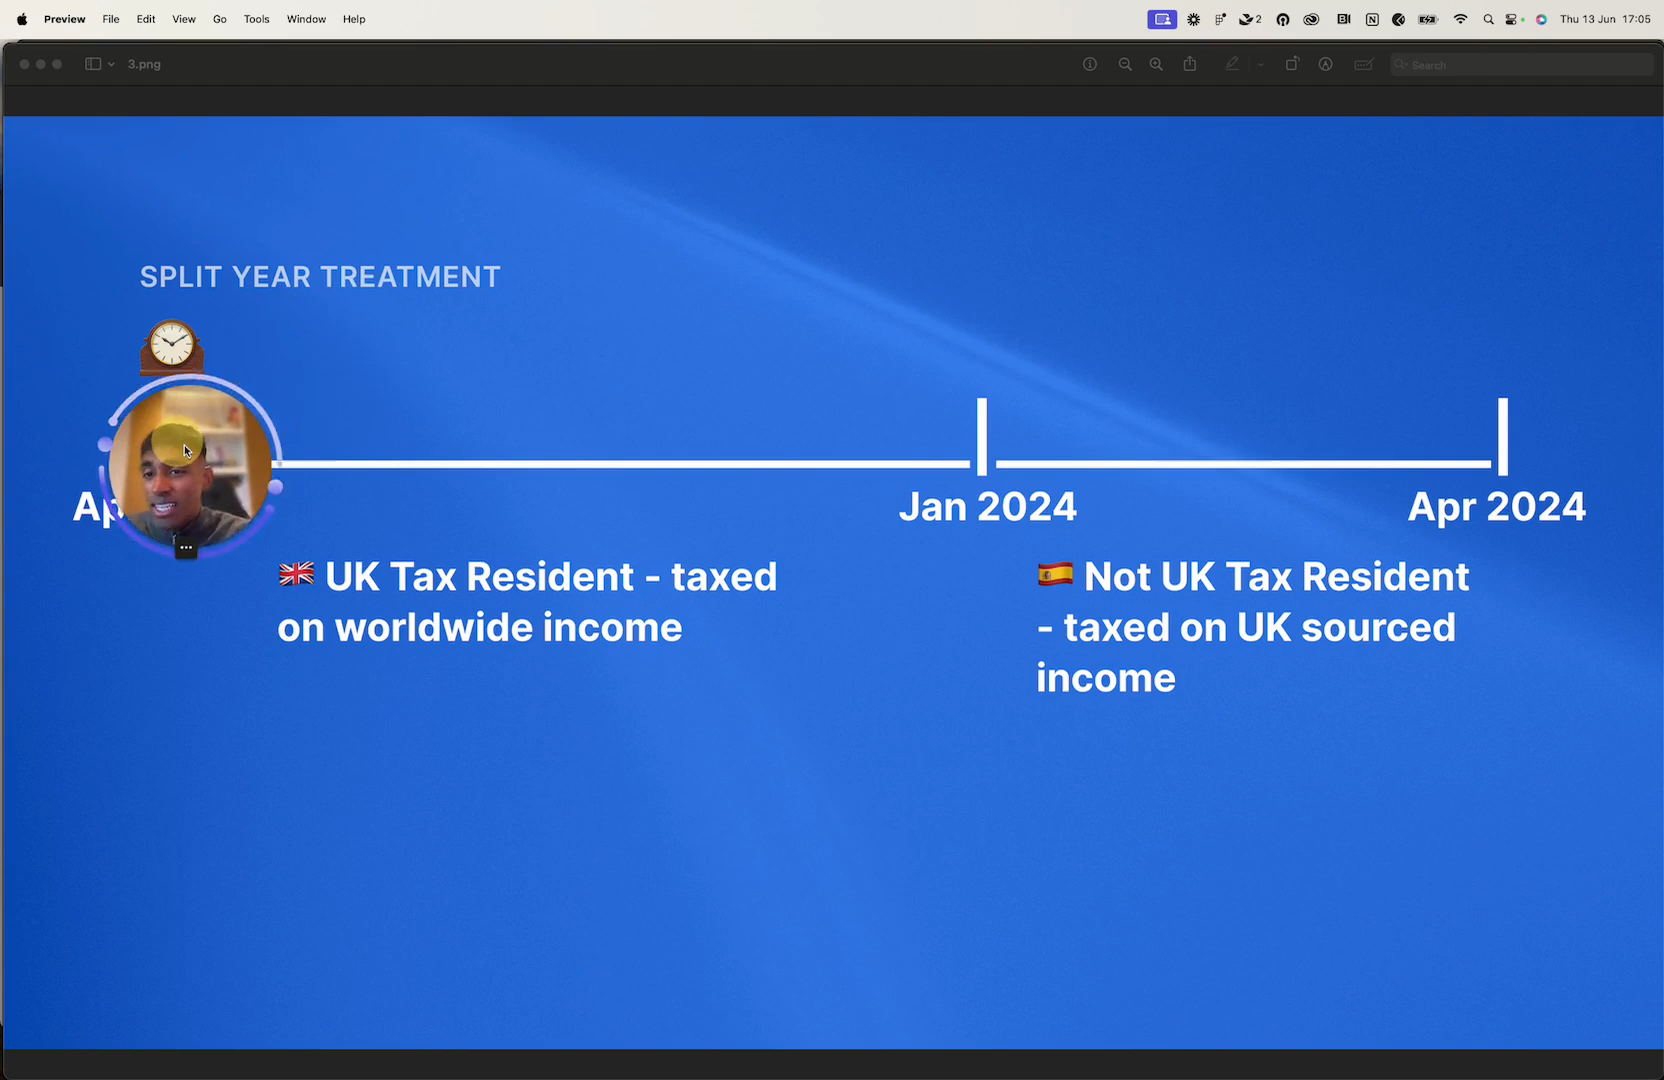 Preview File Edit View Go Tools Window Help
2
Thu 13 Jun 17:05
3.png
Search
SPLIT YEAR TREATMENT
Jan 2024
Apr 2024
UK Tax Resident - taxed
on worldwide income
Not UK Tax Resident
- taxed on UK sourced
income